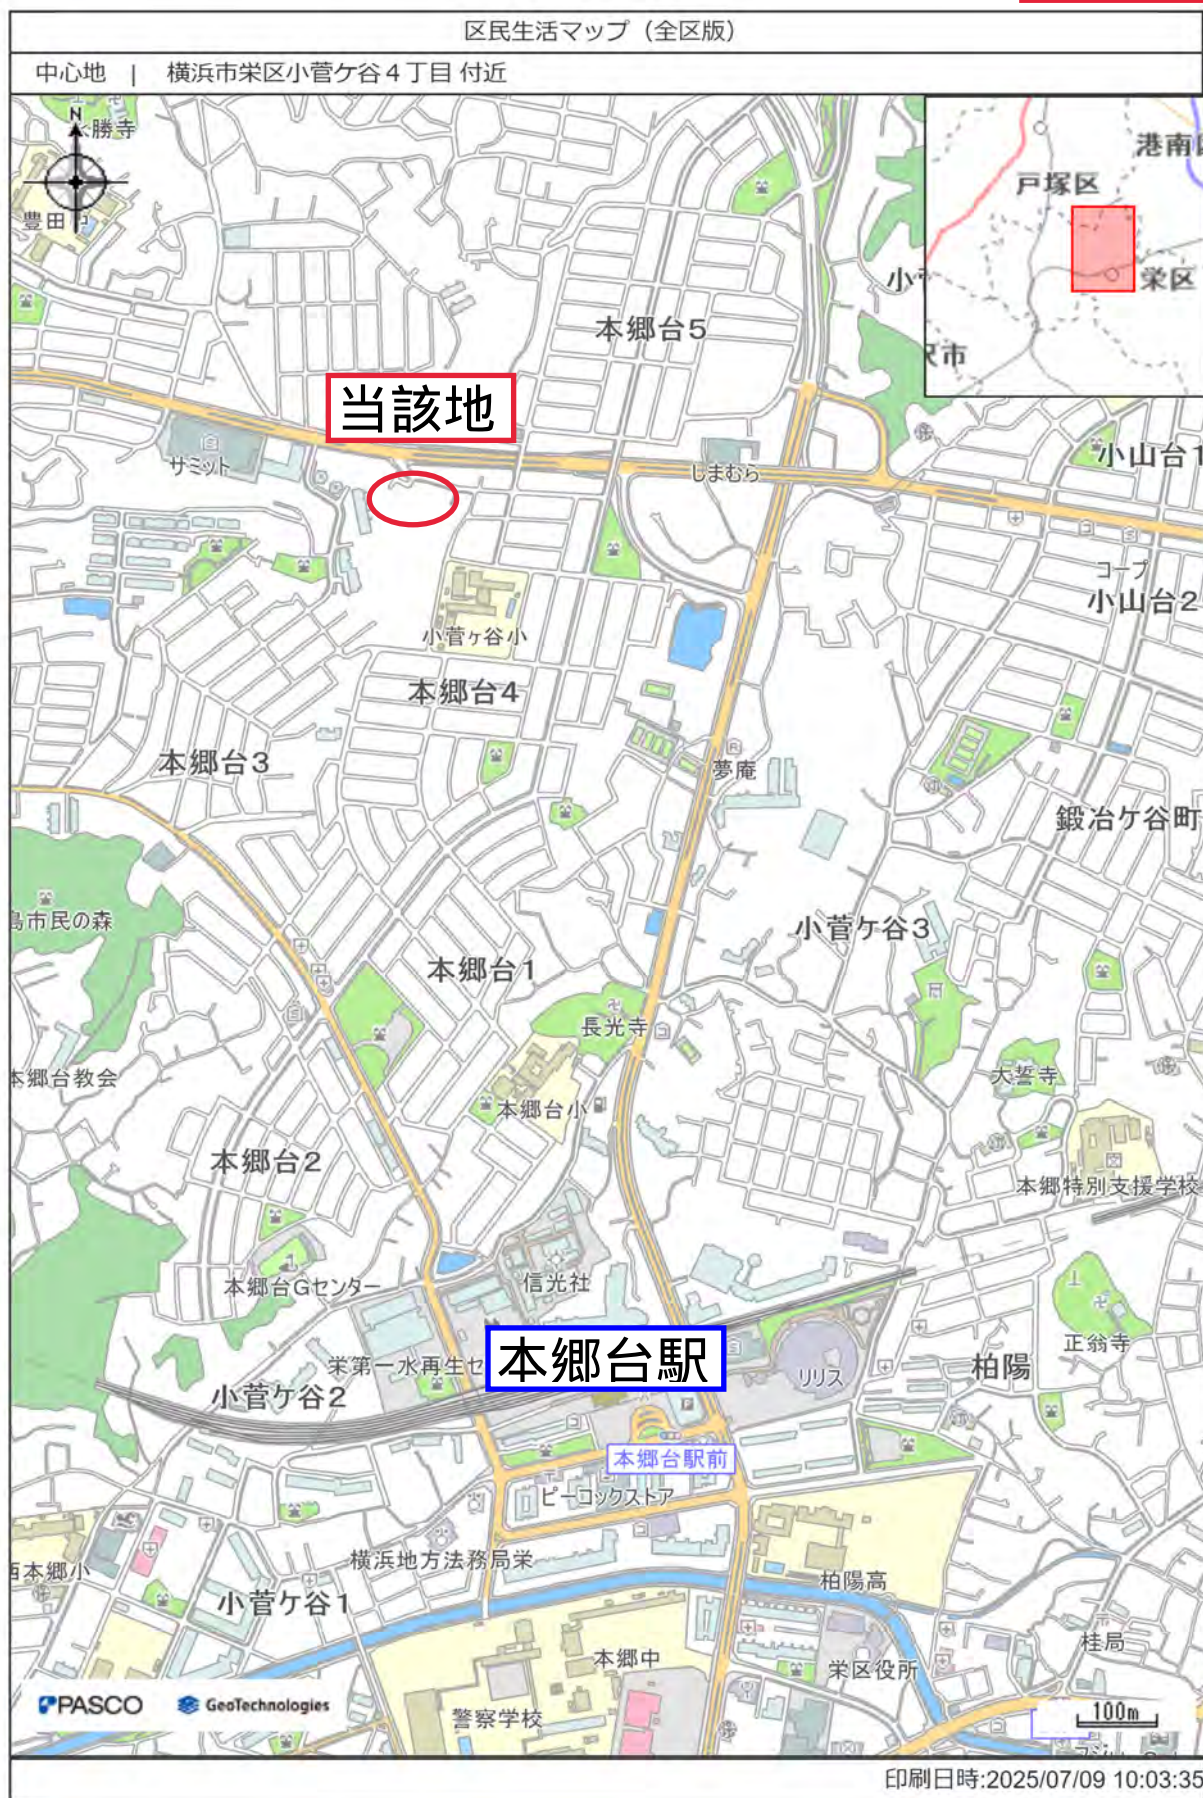 区民生活マップ（全区版）
中心地 | 横浜市栄区小菅ケ谷４丁目 付近
N
勝寺
港南
戸塚区
豊田
小
栄区
本郷台5
市
当該地
サミット
しまむら
小山台1
コープ
小山台2
小菅ヶ谷小
本郷台4
本郷台3
夢庵
鍛冶ケ谷町
島市民の森
小菅ケ谷3
本郷台1
長光寺
本郷台教会
大誓寺
本郷台小
本郷台2
本郷特別支援学校
本郷台Gセンター
信光社
正翁寺
本郷台駅
栄第一水再生セ
リリス
柏陽
小菅ケ谷2
P
本郷台駅前
ピーコックストア
横浜地方法務局栄
西本郷小
柏陽高
小菅ケ谷1
桂局
本郷中
栄区役所
PASCO
GeoTechnologies
警察学校
100m
印刷日時:2025/07/09 10:03:35